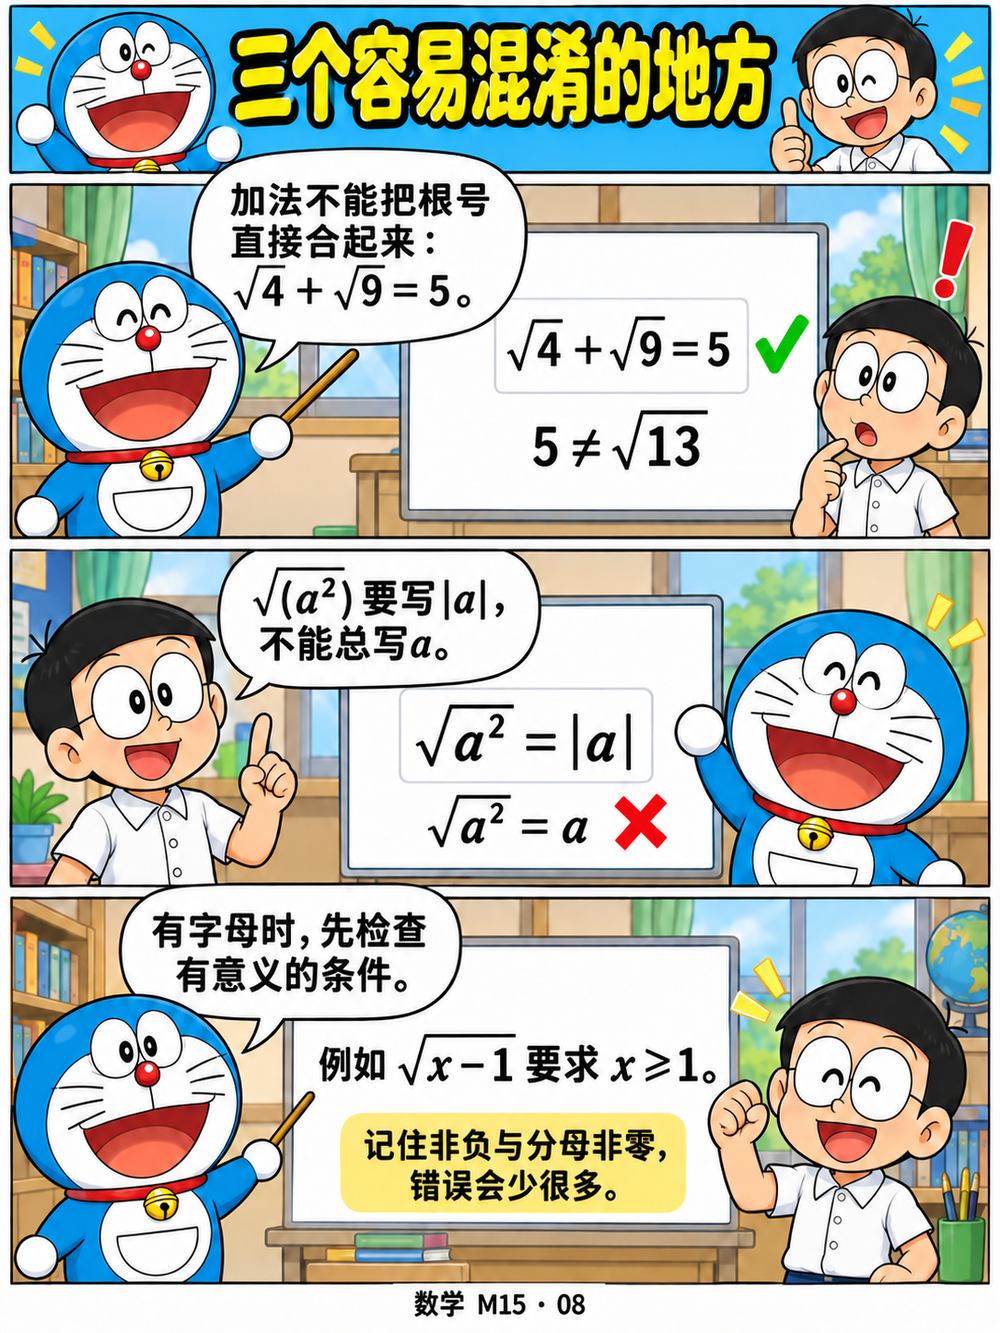 三个容易混淆的地方
加法不能把根号
直接合起来：
√4 + √9 = 5。
√4 + √9 = 5
5 ≠ √13
√(a²) 要写 |a|，
不能总写a。
√a² = |a|
√a² = a
有字母时，先检查
有意义的条件。
例如 √x−1 要求 x ≥ 1。
记住非负与分母非零，
错误会少很多。
数学 M15 · 08